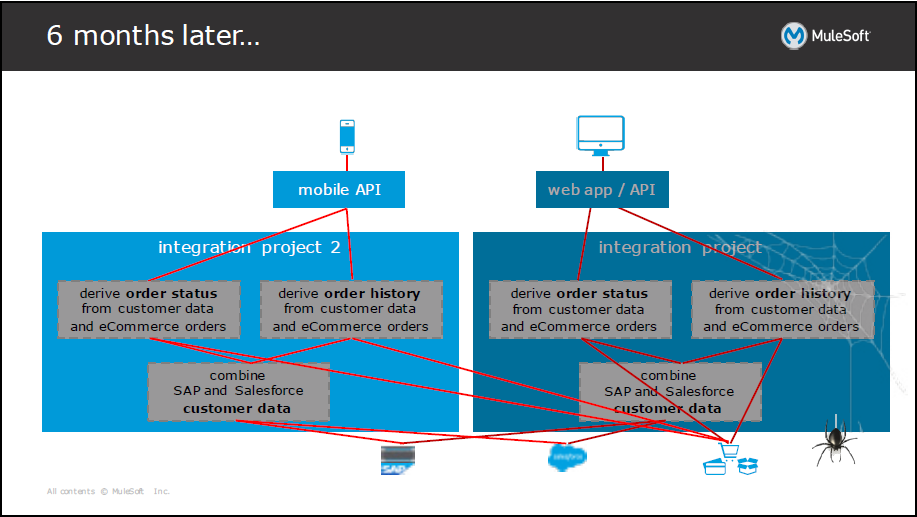 6 months later...
MuleSoft
mobile API
web app / API
integration project 2
integration project
derive order status
from customer data
and eCommerce orders
derive order history
from customer data
and eCommerce orders
derive order status
from customer data
and eCommerce orders
derive order history
from customer data
and eCommerce orders
combine
SAP and Salesforce
customer data
combine
SAP and Salesforce
customer data
SAP
All contents © MuleSoft Inc.